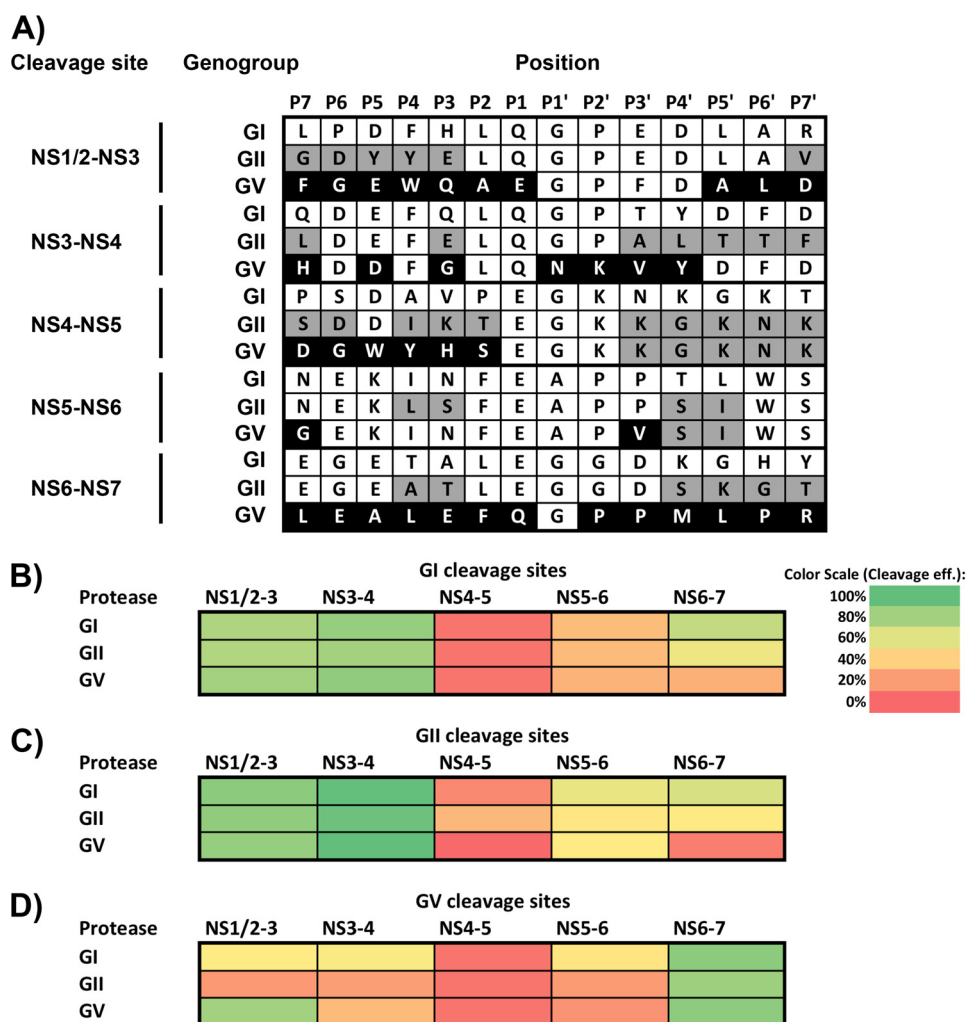 A)
Cleavage site Genogroup Position
P7 P6 P5 P4 P3 P2 P1 P1' P2' P3' P4' P5' P6' P7'
NS1/2-NS3
GI L P D F H L Q G P E D L A R
GII G D Y Y E L Q G P E D L A V
GV F G E W Q A E G P F D A L D
NS3-NS4
GI Q D E F Q L Q G P T Y D F D
GII L D E F E L Q G P A L T T F
GV H D D F G L Q N K V Y D F D
NS4-NS5
GI P S D A V P E G K N K G K T
GII S D D I K T E G K K G K N K
GV D G W Y H S E G K K G K N K
NS5-NS6
GI N E K I N F E A P P T L W S
GII N E K L S F E A P P S I W S
GV G E K I N F E A P V S I W S
NS6-NS7
GI E G E T A L E G G D K G H Y
GII E G E A T L E G G D S K G T
GV L E A L E F Q G P P M L P R
B)
GI cleavage sites
Protease NS1/2-3 NS3-4 NS4-5 NS5-6 NS6-7
GI
GII
GV
Color Scale (Cleavage eff.):
100%
80%
60%
40%
20%
0%
C)
GII cleavage sites
Protease NS1/2-3 NS3-4 NS4-5 NS5-6 NS6-7
GI
GII
GV
D)
GV cleavage sites
Protease NS1/2-3 NS3-4 NS4-5 NS5-6 NS6-7
GI
GII
GV